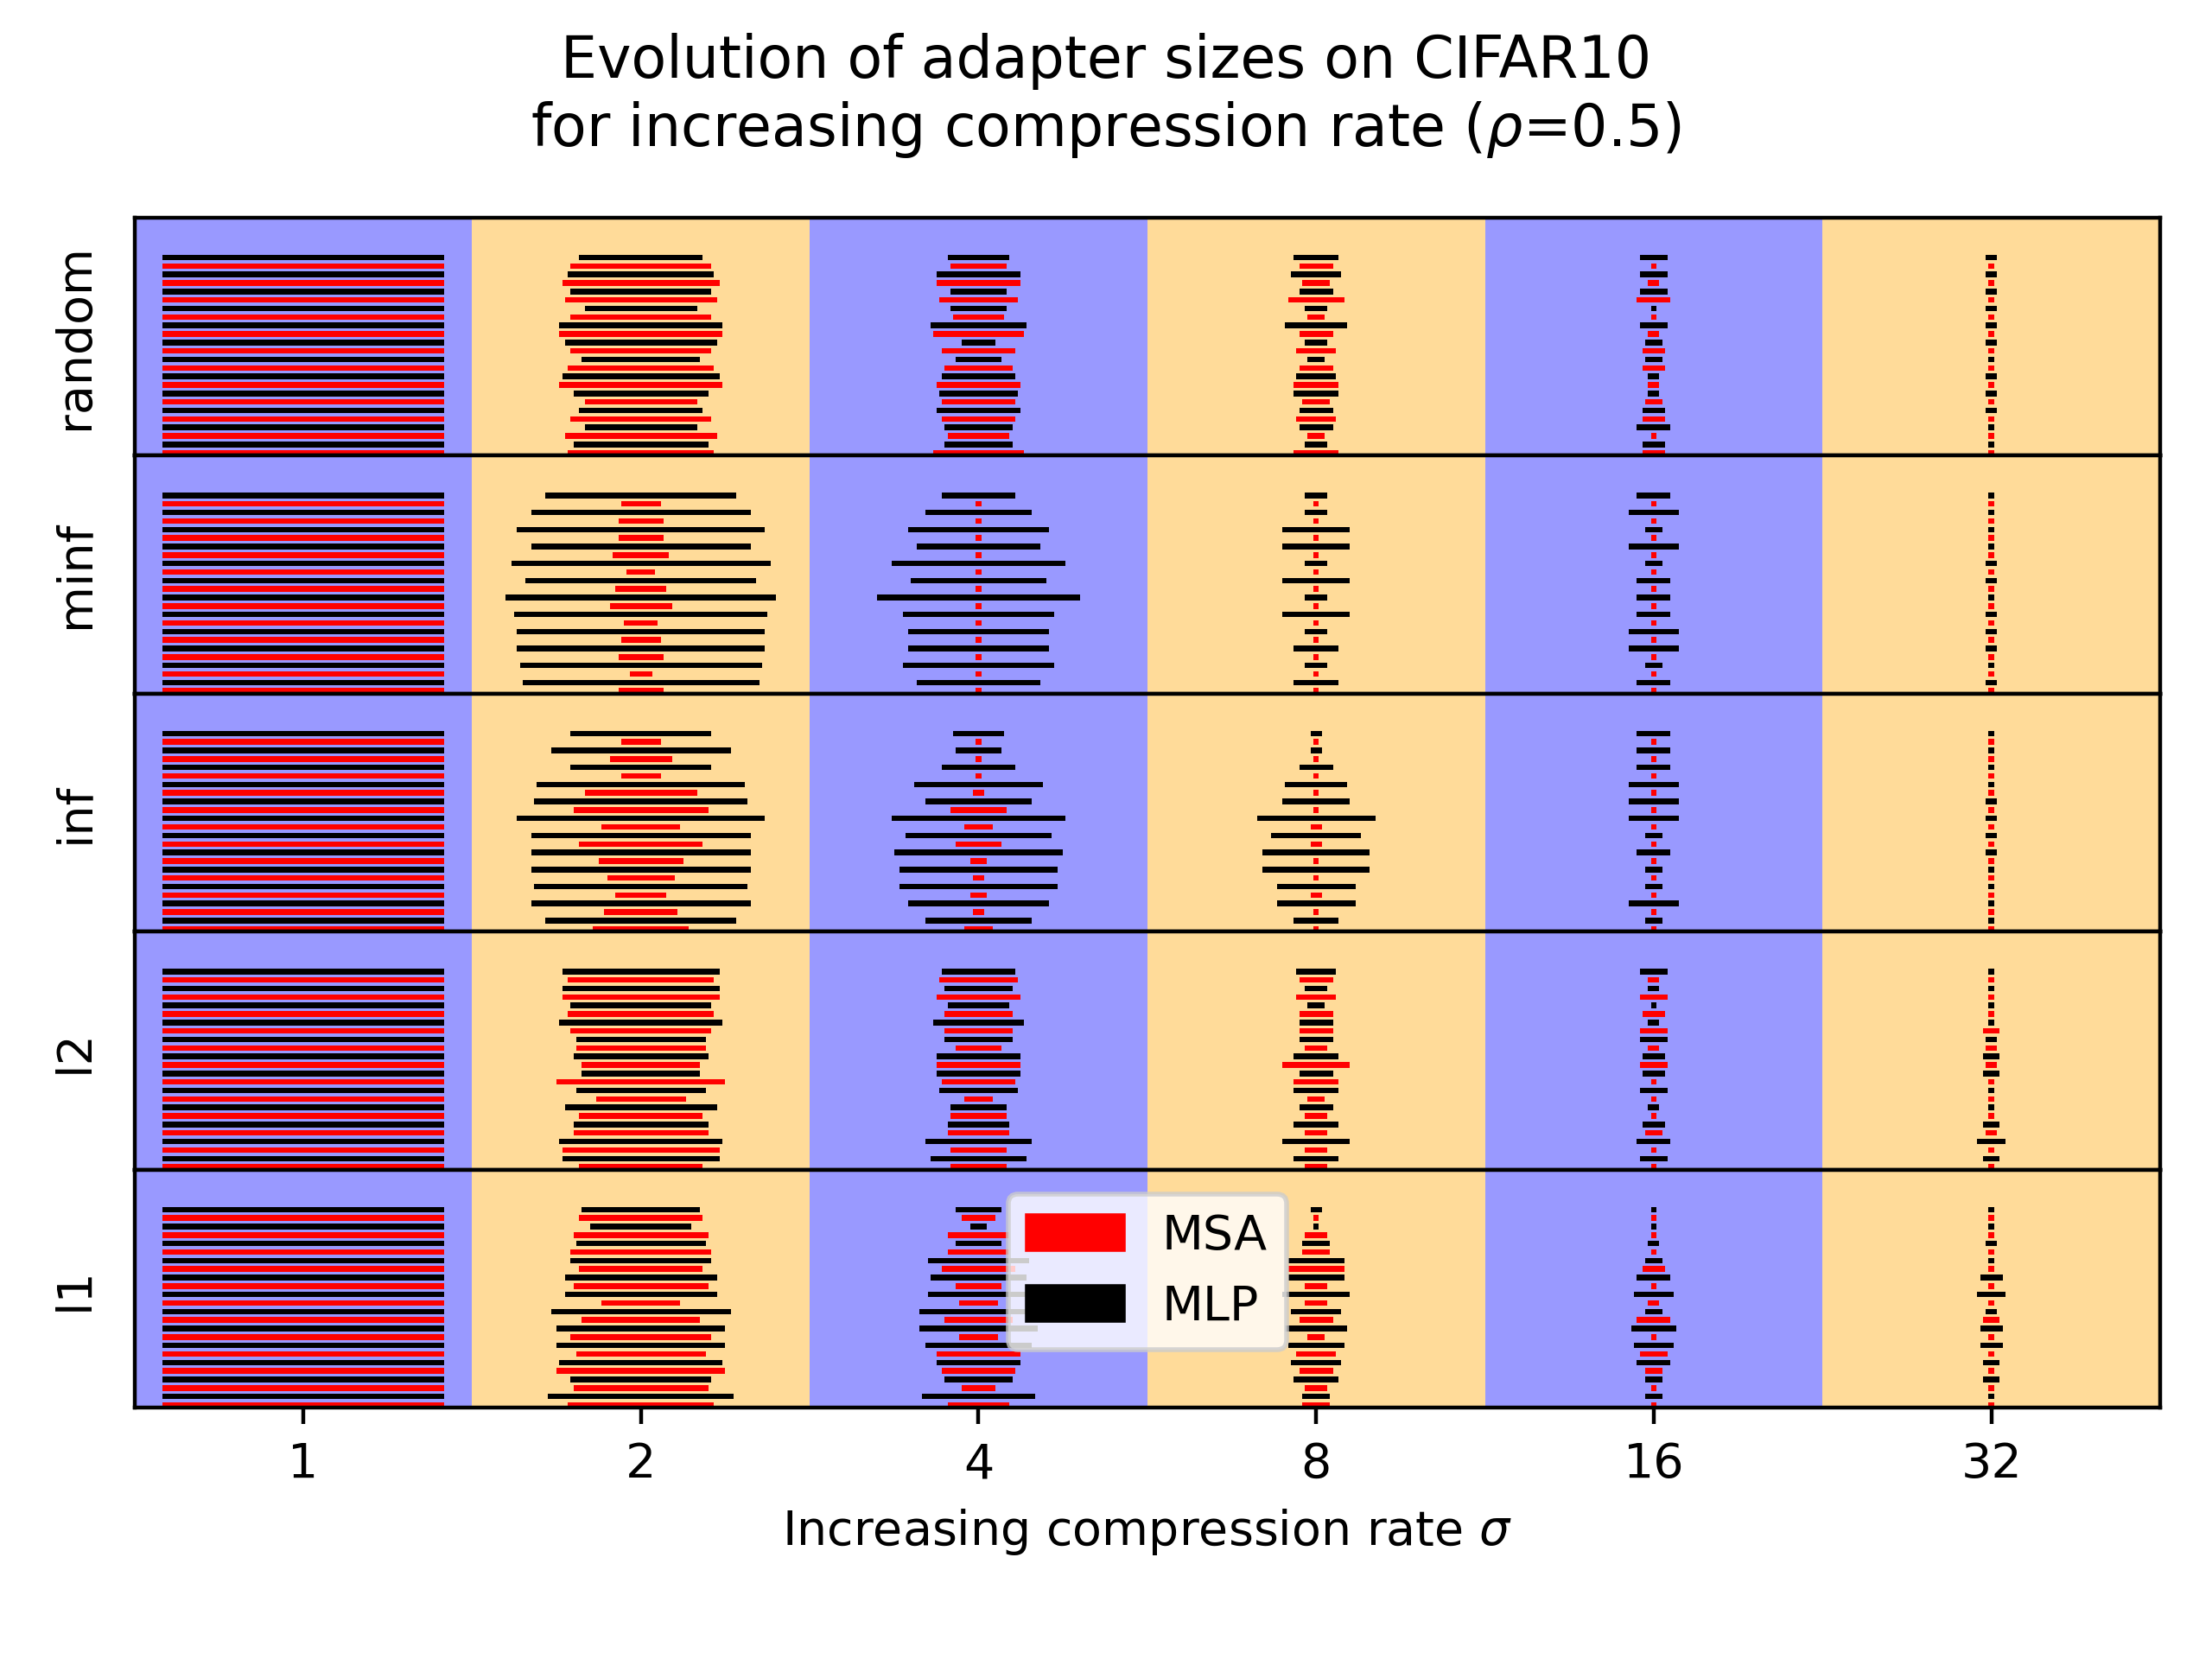 Evolution of adapter sizes on CIFAR10
for increasing compression rate (ρ=0.5)
random
minf
inf
l2
l1
MSA
MLP
1 2 4 8 16 32
Increasing compression rate σ